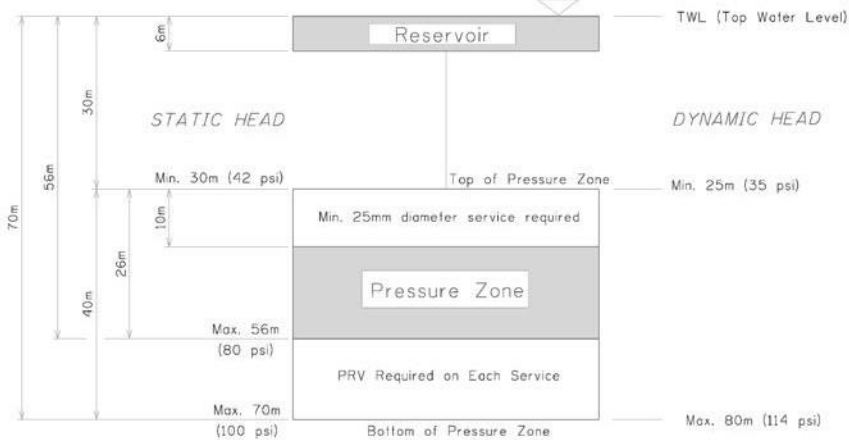 TWL (Top Water Level)
6m
Reservoir
30m
STATIC HEAD
DYNAMIC HEAD
56m
70m
Min. 30m (42 psi)
Top of Pressure Zone
Min. 25m (35 psi)
10m
Min. 25mm diameter service required
26m
40m
Pressure Zone
Max. 56m
(80 psi)
PRV Required on Each Service
Max. 70m
(100 psi)
Bottom of Pressure Zone
Max. 80m (114 psi)